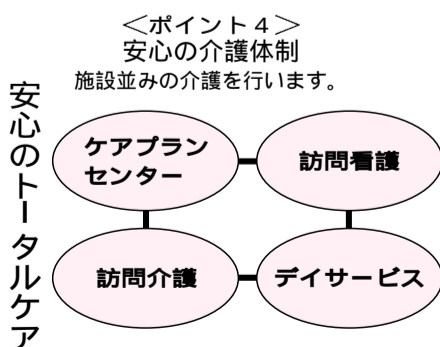 ＜ポイント４＞
安心の介護体制
施設並みの介護を行います。
安心のトータルケア
ケアプラン
センター
訪問看護
訪問介護
デイサービス